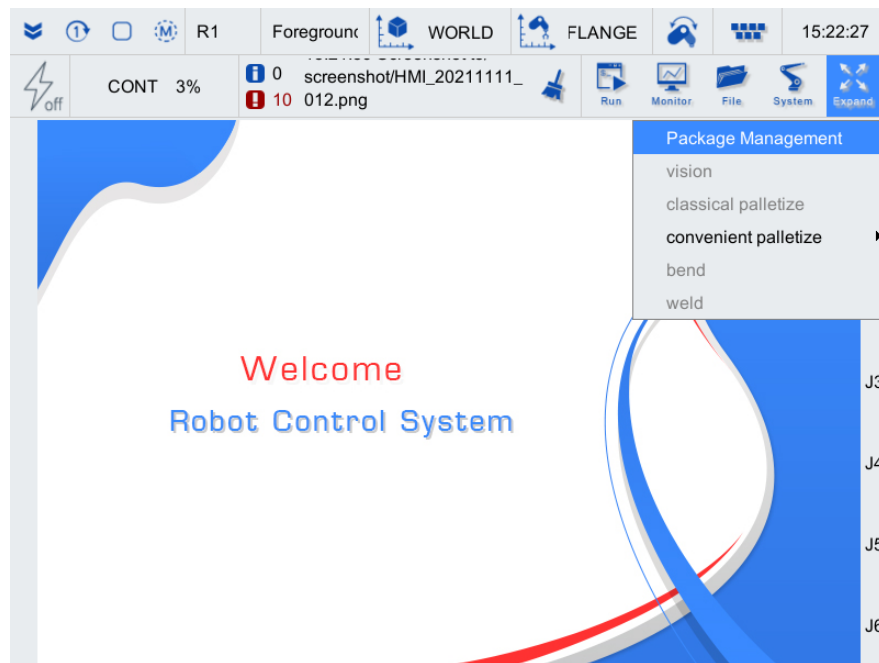 R1
Foregroun
WORLD
FLANGE
15:22:27
off
CONT 3%
0
10
screenshot/HMI_20211111_
012.png
Run
Monitor
File
System
Expand
Package Management
vision
classical palletize
convenient palletize
bend
weld
Welcome
Robot Control System
J3
J4
J5
J6